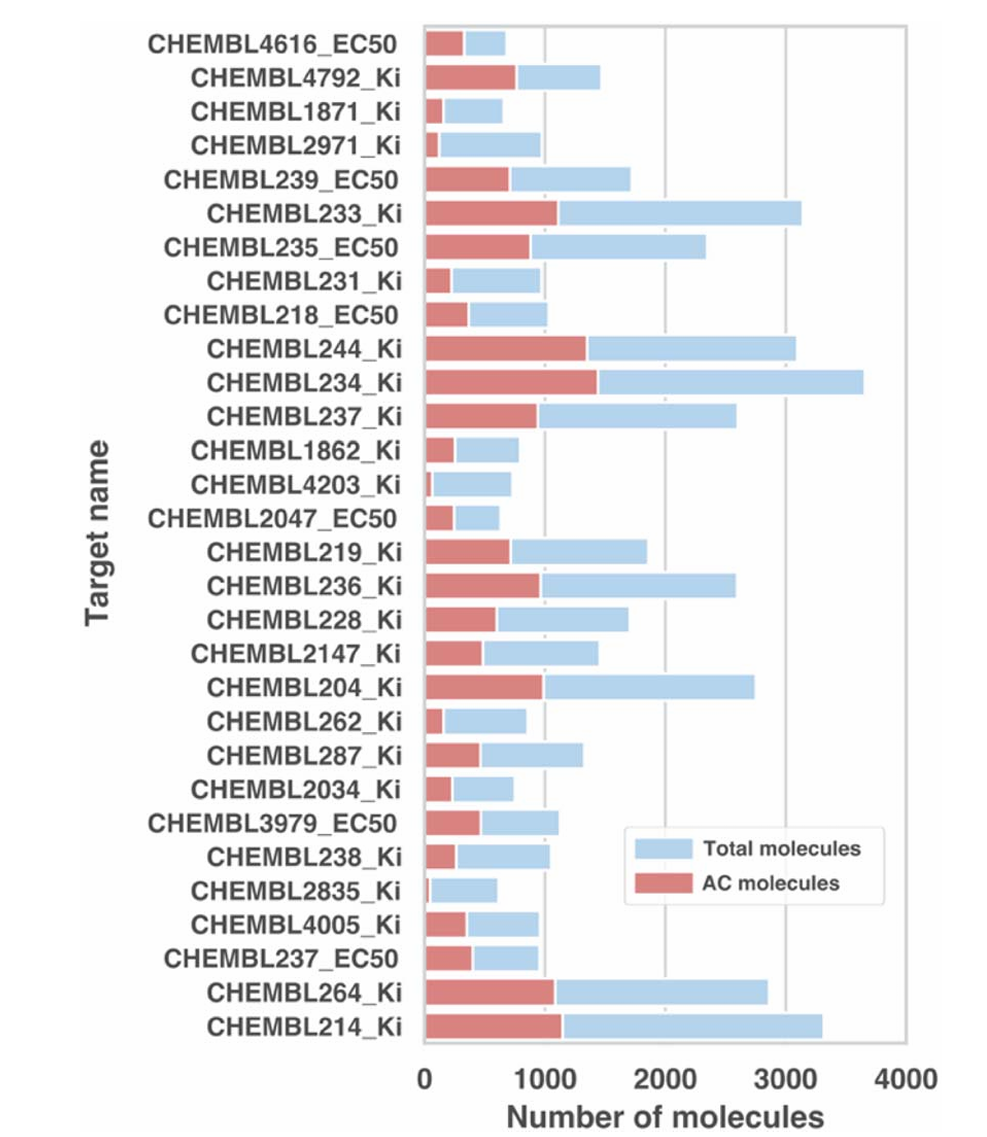 CHEMBL4616_EC50
CHEMBL4792_Ki
CHEMBL1871_Ki
CHEMBL2971_Ki
CHEMBL239_EC50
CHEMBL233_Ki
CHEMBL235_EC50
CHEMBL231_Ki
CHEMBL218_EC50
CHEMBL244_Ki
CHEMBL234_Ki
CHEMBL237_Ki
CHEMBL1862_Ki
CHEMBL4203_Ki
CHEMBL2047_EC50
CHEMBL219_Ki
CHEMBL236_Ki
CHEMBL228_Ki
CHEMBL2147_Ki
CHEMBL204_Ki
CHEMBL262_Ki
CHEMBL287_Ki
CHEMBL2034_Ki
CHEMBL3979_EC50
CHEMBL238_Ki
CHEMBL2835_Ki
CHEMBL4005_Ki
CHEMBL237_EC50
CHEMBL264_Ki
CHEMBL214_Ki
Target name
Total molecules
AC molecules
0 1000 2000 3000 4000
Number of molecules